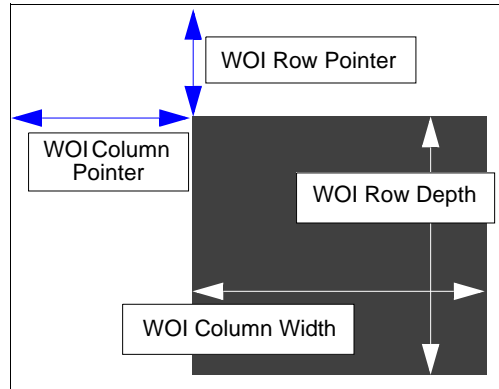 WOI Row Pointer
WOI Column
Pointer
WOI Row Depth
WOI Column Width